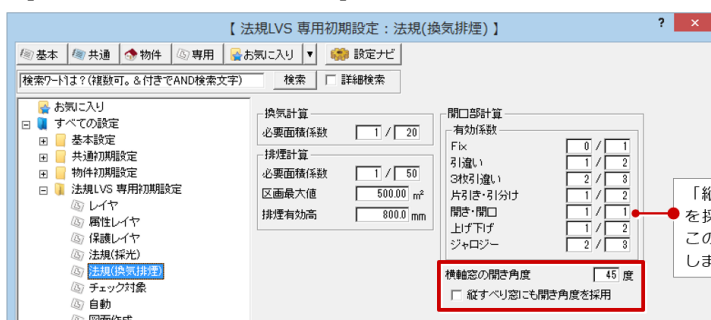 【 法規LVS 専用初期設定：法規(換気排煙) 】
? ×
基本 共通 物件 専用 お気に入り ▼ 設定ナビ
検索ワードは？(複数可。&付きでAND検索文字) 検索 詳細検索
お気に入り
すべての設定
基本設定
共通初期設定
物件初期設定
法規LVS 専用初期設定
レイヤ
属性レイヤ
保護レイヤ
法規(採光)
法規(換気排煙)
チェック対象
自動
図面作成
換気計算
必要面積係数 1 / 20
排煙計算
必要面積係数 1 / 50
区画最大値 500.00 m²
排煙有効高 800.0 mm
開口部計算
有効係数
Fix 0 / 1
引違い 1 / 2
3枚引違い 2 / 3
片引き・引分け 1 / 2
開き・開口 1 / 1
上げ下げ 1 / 2
ジャロジー 2 / 3
横軸窓の開き角度 45 度
縦すべり窓にも開き角度を採用
「縦
を採
この
しま